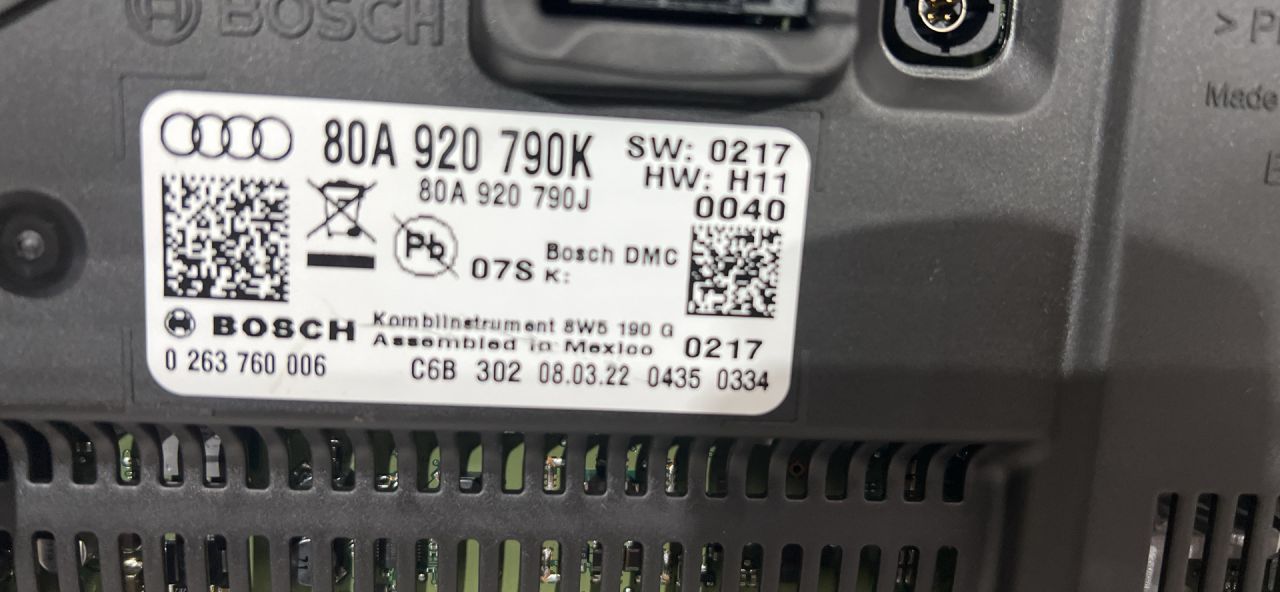 BOSCH
> P
Made
80A 920 790K
SW: 0217
80A 920 790J
HW: H11
0040
Pb
07S
Bosch DMC
K:
BOSCH
Kombiinstrument 8W5 190 G
Assembled in Mexico
0217
0 263 760 006
C6B 302 08.03.22 0435 0334